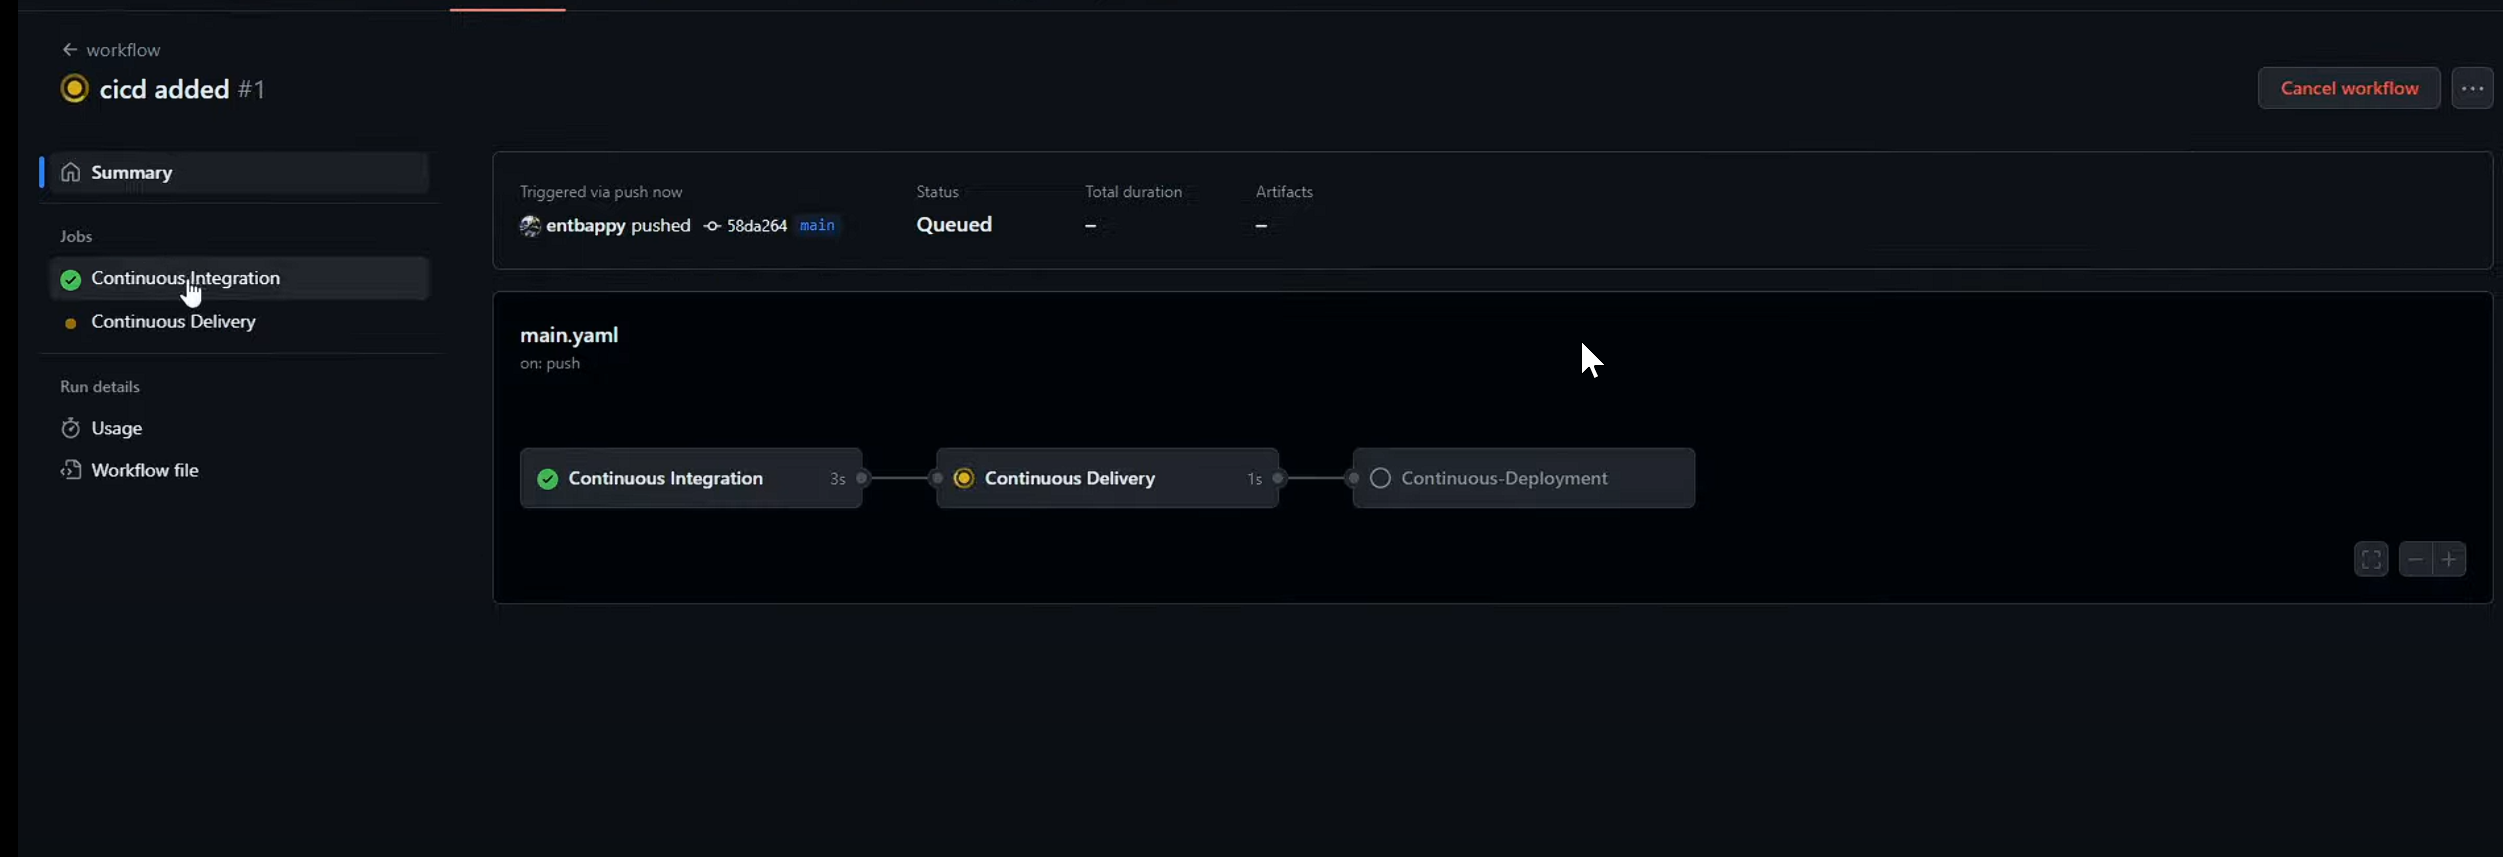 ← workflow
cicd added #1
Cancel workflow
Summary
Jobs
Continuous Integration
Continuous Delivery
Run details
Usage
Workflow file
Triggered via push now
entbappy pushed 58da264 main
Status
Queued
Total duration
–
Artifacts
–
main.yaml
on: push
Continuous Integration 3s
Continuous Delivery 1s
Continuous-Deployment